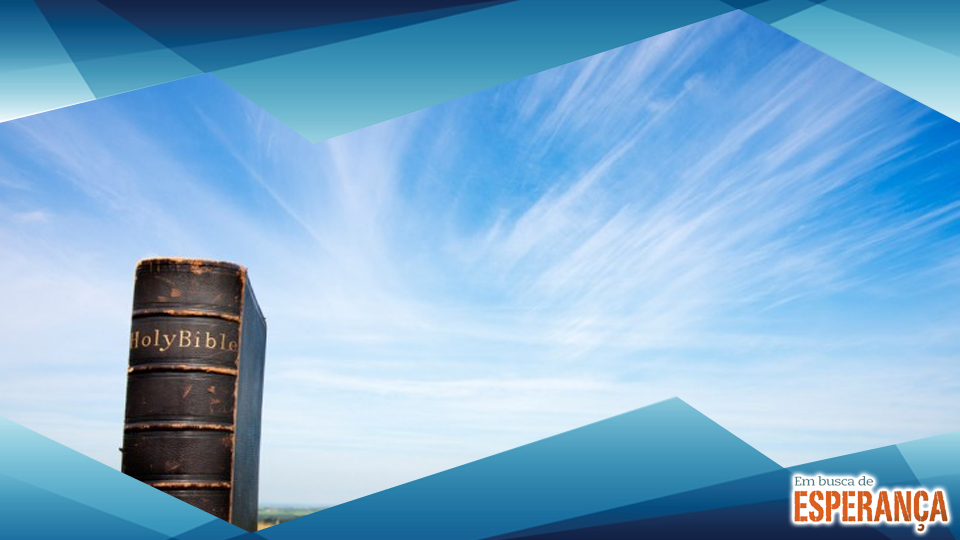 HolyBible
Em busca de
ESPERANÇA